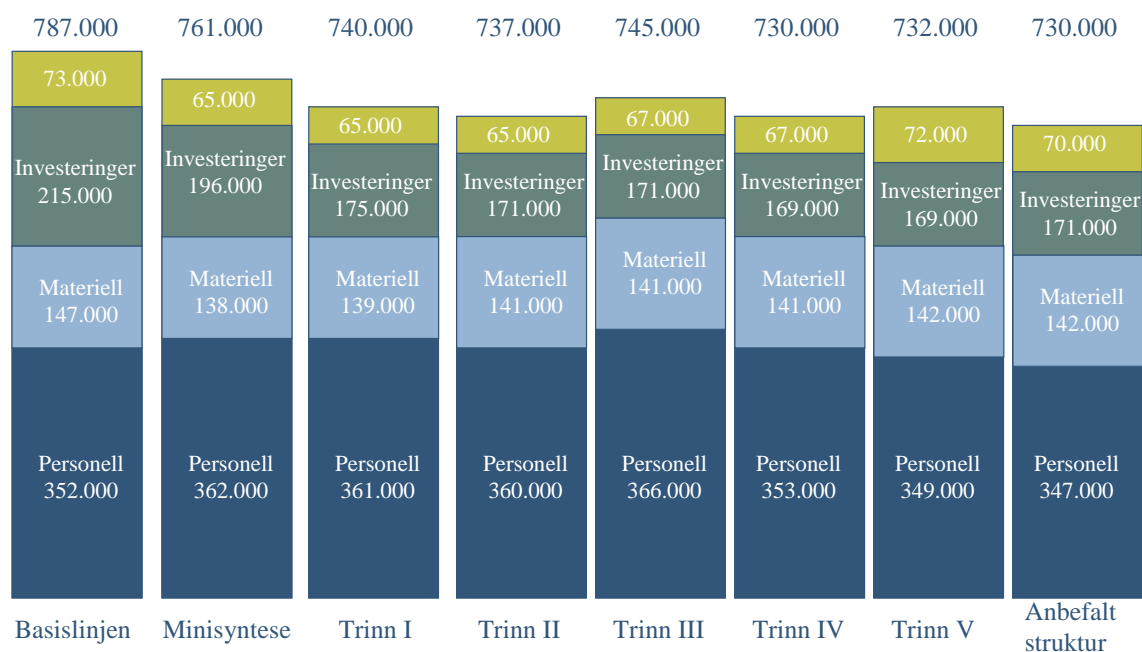 787.000 761.000 740.000 737.000 745.000 730.000 732.000 730.000
73.000 65.000 65.000 65.000 67.000 67.000 72.000 70.000
Investeringer Investeringer Investeringer Investeringer Investeringer Investeringer Investeringer Investeringer
215.000 196.000 175.000 171.000 171.000 169.000 169.000 171.000
Materiell Materiell Materiell Materiell Materiell Materiell Materiell Materiell
147.000 138.000 139.000 141.000 141.000 141.000 142.000 142.000
Personell Personell Personell Personell Personell Personell Personell Personell
352.000 362.000 361.000 360.000 366.000 353.000 349.000 347.000
Basislinjen Minisyntese Trinn I Trinn II Trinn III Trinn IV Trinn V Anbefalt
struktur